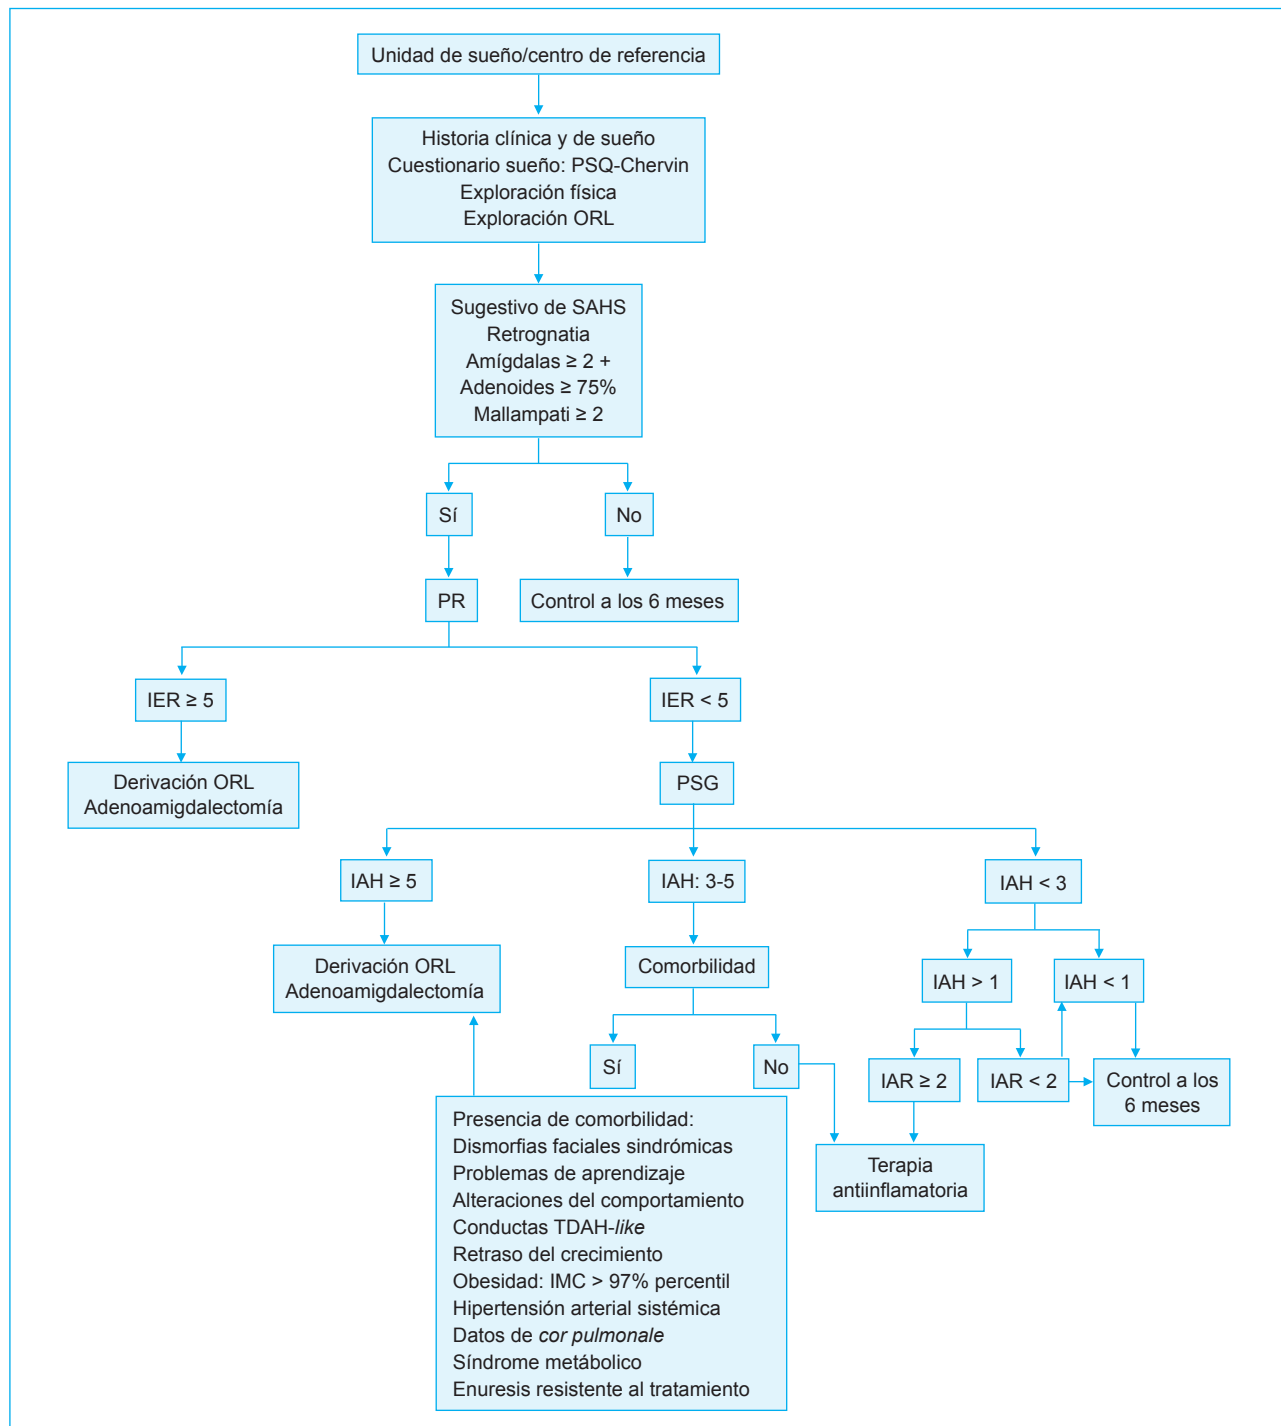 Unidad de sueño/centro de referencia
Historia clínica y de sueño
Cuestionario sueño: PSQ-Chervin
Exploración física
Exploración ORL
Sugestivo de SAHS
Retrognatia
Amígdalas ≥ 2 +
Adenoides ≥ 75%
Mallampati ≥ 2
Sí
No
PR
Control a los 6 meses
IER ≥ 5
IER < 5
Derivación ORL
Adenoamigdalectomía
PSG
IAH ≥ 5
IAH: 3-5
IAH < 3
Derivación ORL
Adenoamigdalectomía
Comorbilidad
IAH > 1
IAH < 1
Sí
No
IAR ≥ 2
IAR < 2
Control a los
6 meses
Presencia de comorbilidad:
Dismorfias faciales sindrómicas
Problemas de aprendizaje
Alteraciones del comportamiento
Conductas TDAH-like
Retraso del crecimiento
Obesidad: IMC > 97% percentil
Hipertensión arterial sistémica
Datos de cor pulmonale
Síndrome metabólico
Enuresis resistente al tratamiento
Terapia
antiinflamatoria